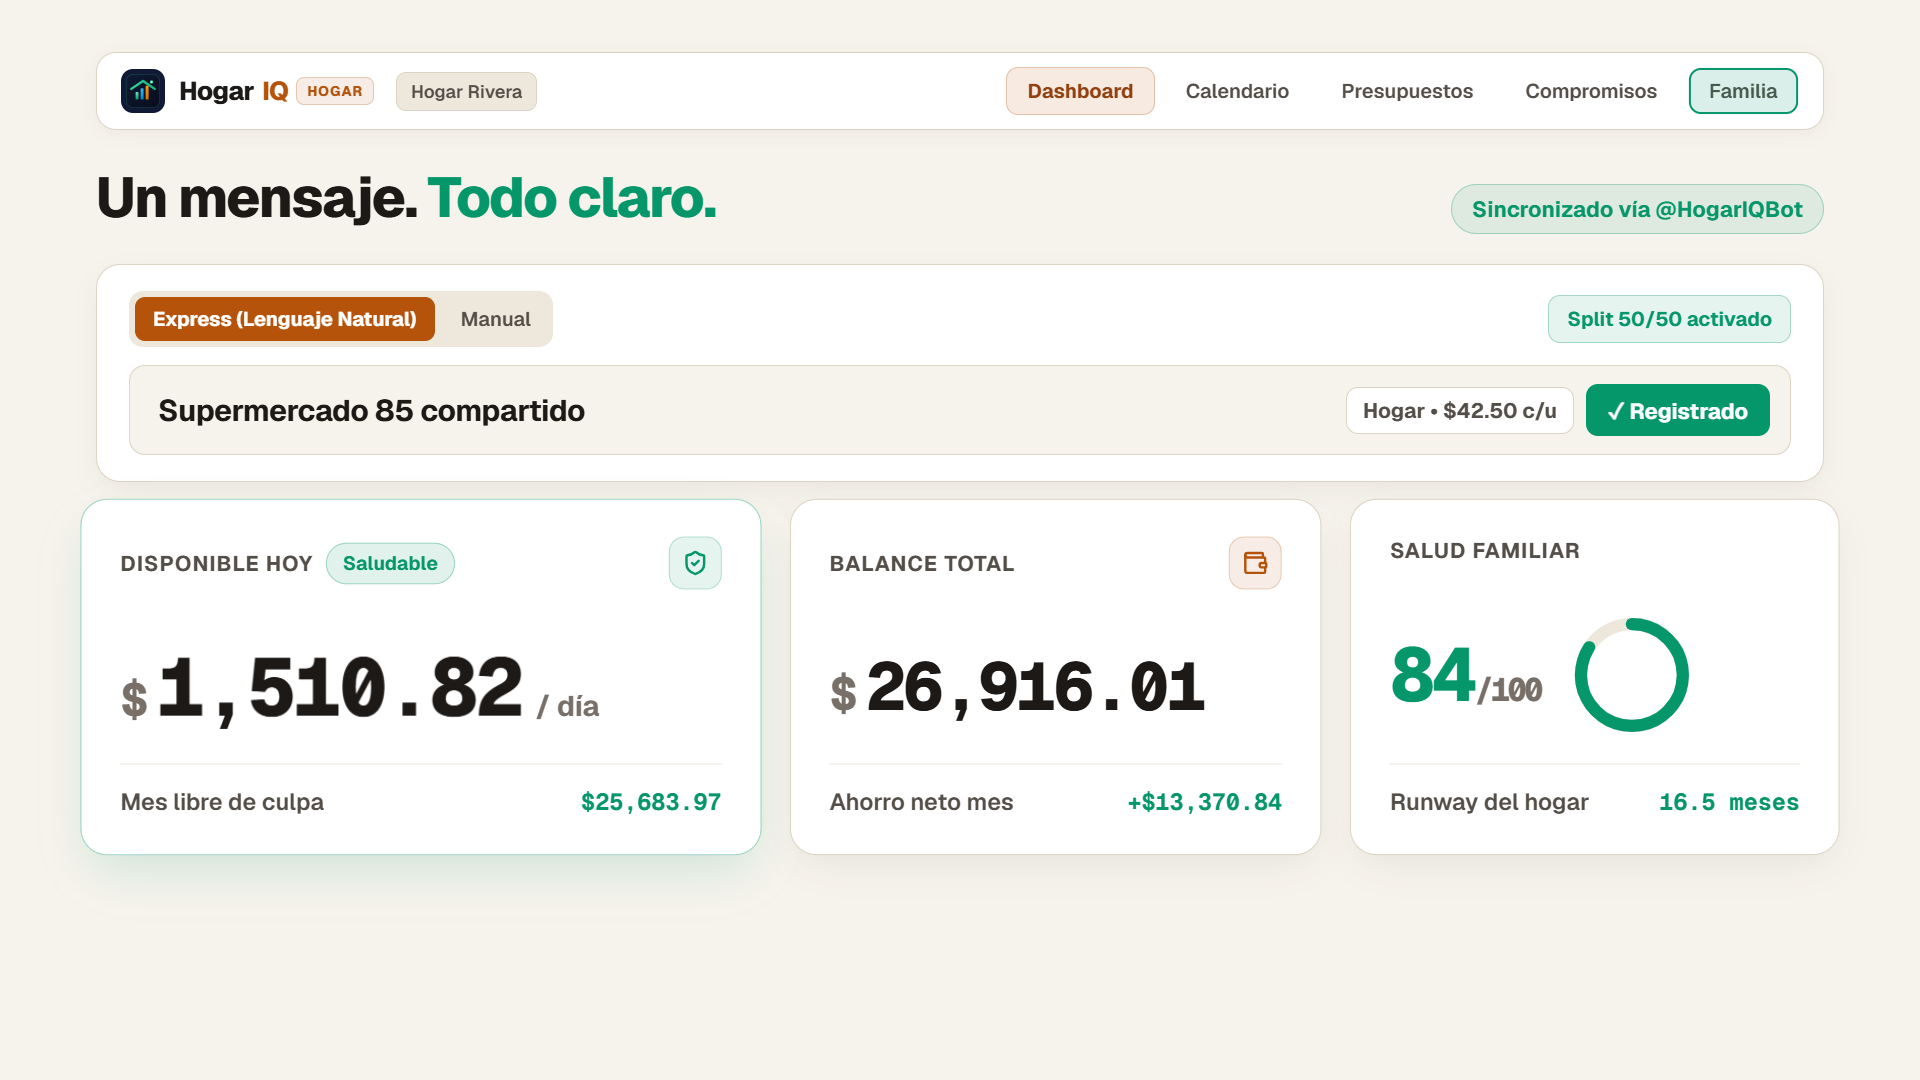 Hogar IQ HOGAR Hogar Rivera Dashboard Calendario Presupuestos Compromisos Familia
Un mensaje. Todo claro.
Sincronizado vía @HogarIQBot
Express (Lenguaje Natural) Manual Split 50/50 activado
Supermercado 85 compartido Hogar • $42.50 c/u ✓ Registrado
DISPONIBLE HOY Saludable
$ 1,510.82 / día
Mes libre de culpa $25,683.97
BALANCE TOTAL
$ 26,916.01
Ahorro neto mes +$13,370.84
SALUD FAMILIAR
84/100
Runway del hogar 16.5 meses